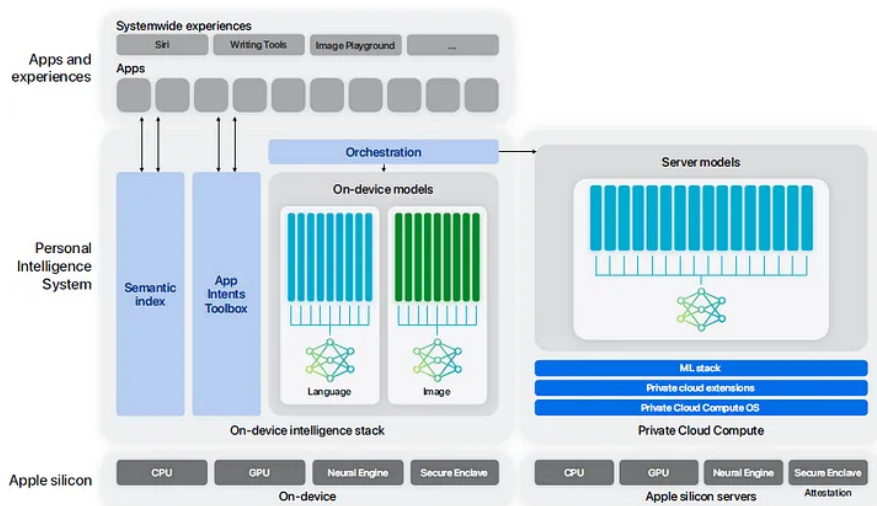 Systemwide experiences
Siri
Writing Tools
Image Playground
...
Apps and
experiences
Apps
Orchestration
Server models
On-device models
Personal
Intelligence
System
Semantic
index
App
Intents
Toolbox
Language
Image
ML stack
Private cloud extensions
Private Cloud Compute OS
On-device intelligence stack
Private Cloud Compute
Apple silicon
CPU
GPU
Neural Engine
Secure Enclave
CPU
GPU
Neural Engine
Secure Enclave
On-device
Apple silicon servers
Attestation